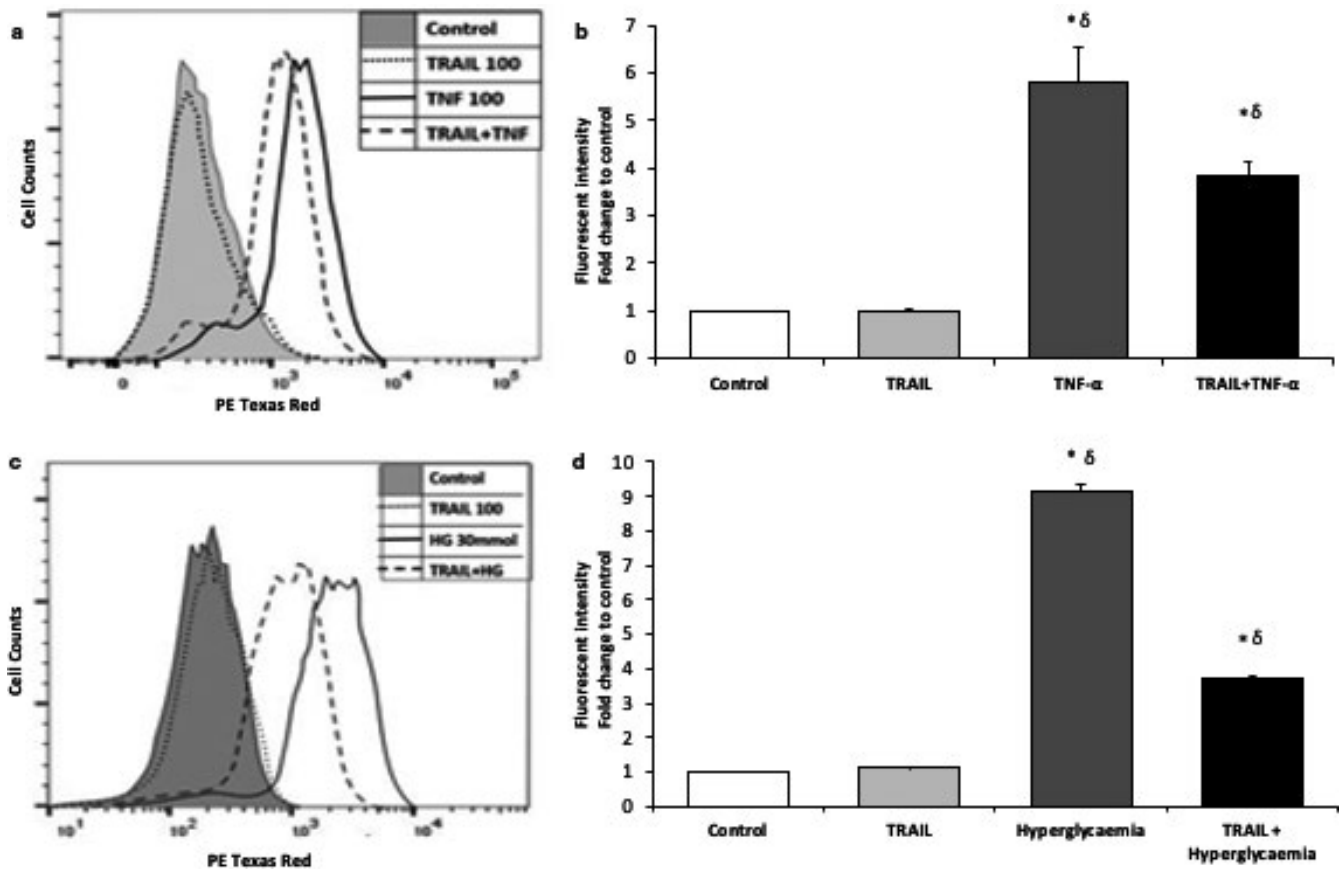 a
Control
TRAIL 100
TNF 100
TRAIL+TNF
Cell Counts
0
10³
10⁴
10⁵
PE Texas Red
b
Fluorescent intensity
Fold change to control
7
6
5
4
3
2
1
0
* δ
* δ
Control
TRAIL
TNF-α
TRAIL+TNF-α
c
Control
TRAIL 100
HG 30mmol
TRAIL+HG
Cell Counts
10¹
10²
10³
10⁴
PE Texas Red
d
Fluorescent intensity
Fold change to control
10
9
8
7
6
5
4
3
2
1
0
* δ
* δ
Control
TRAIL
Hyperglycaemia
TRAIL +
Hyperglycaemia